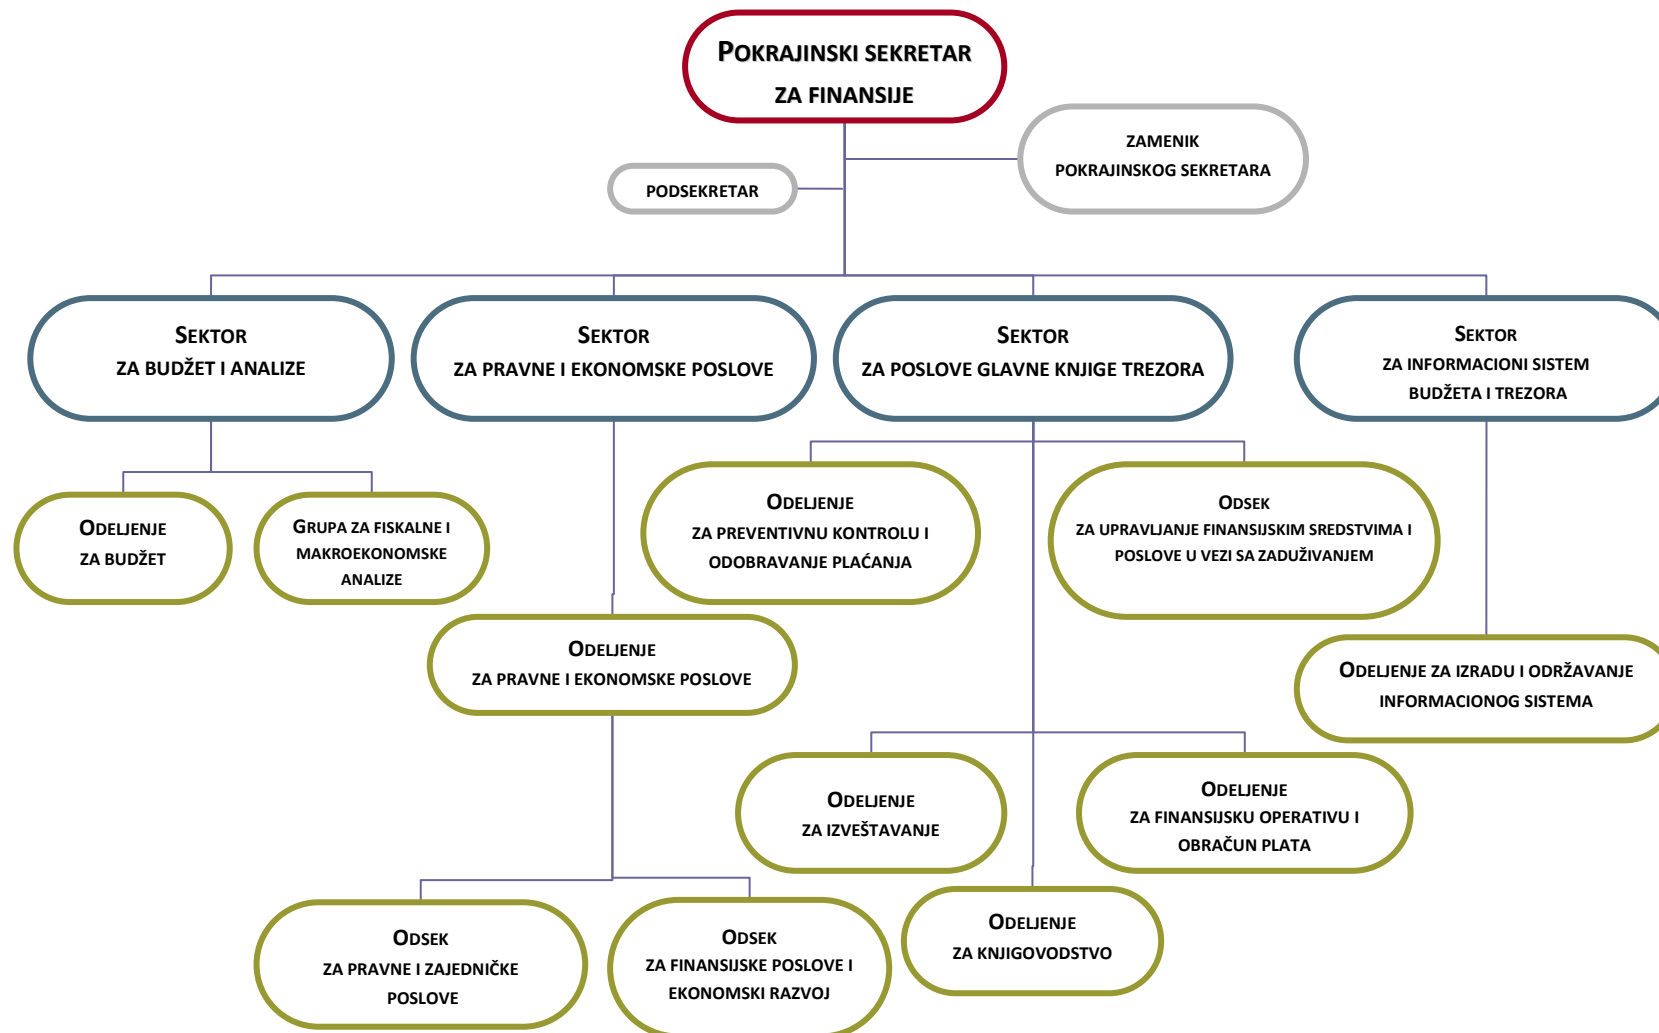 POKRAJINSKI SEKRETAR
ZA FINANSIJE
ZAMENIK
POKRAJINSKOG SEKRETARA
PODSEKRETAR
SEKTOR
ZA BUDŽET I ANALIZE
SEKTOR
ZA PRAVNE I EKONOMSKE POSLOVE
SEKTOR
ZA POSLOVE GLAVNE KNJIGE TREZORA
SEKTOR
ZA INFORMACIONI SISTEM
BUDŽETA I TREZORA
ODELJENJE
ZA BUDŽET
GRUPA ZA FISKALNE I
MAKROEKONOMSKE
ANALIZE
ODELJENJE
ZA PREVENTIVNU KONTROLU I
ODOBRAVANJE PLAĆANJA
ODSEK
ZA UPRAVLJANJE FINANSIJSKIM SREDSTVIMA I
POSLOVE U VEZI SA ZADUŽIVANJEM
ODELJENJE
ZA PRAVNE I EKONOMSKE POSLOVE
ODELJENJE ZA IZRADU I ODRŽAVANJE
INFORMACIONOG SISTEMA
ODELJENJE
ZA IZVEŠTAVANJE
ODELJENJE
ZA FINANSIJSKU OPERATIVU I
OBRAČUN PLATA
ODSEK
ZA PRAVNE I ZAJEDNIČKE
POSLOVE
ODSEK
ZA FINANSIJSKE POSLOVE I
EKONOMSKI RAZVOJ
ODELJENJE
ZA KNJIGOVODSTVO